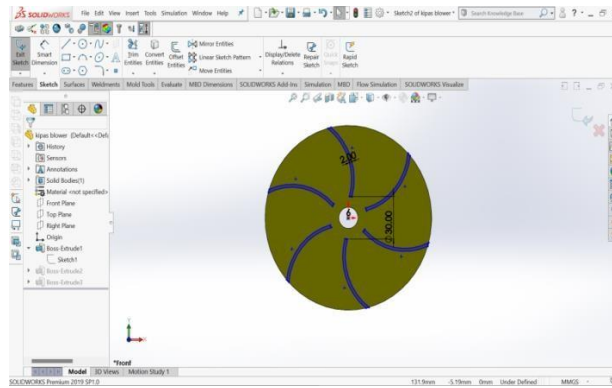 SOLIDWORKS File Edit View Insert Tools Simulation Window Help Sketch2 of kipas blower * Search Knowledge Base
Exit Sketch
Smart Dimension
Trim Entities
Convert Entities
Offset Entities
Mirror Entities
Linear Sketch Pattern
Move Entities
Display/Delete Relations
Repair Sketch
Quick Snaps
Rapid Sketch
Features Sketch Surfaces Weldments Mold Tools Evaluate MBD Dimensions SOLIDWORKS Add-Ins Simulation MBD Flow Simulation SOLIDWORKS Visualize
kipas blower (Default<<Def
History
Sensors
Annotations
Solid Bodies(1)
Material <not specified>
Front Plane
Top Plane
Right Plane
Origin
Boss-Extrude1
Sketch1
Boss-Extrude2
Boss-Extrude3
2.00
∅30.00
*Front
Model 3D Views Motion Study 1
SOLIDWORKS Premium 2019 SP1.0 131.9mm -5.19mm 0mm Under Defined MMGS